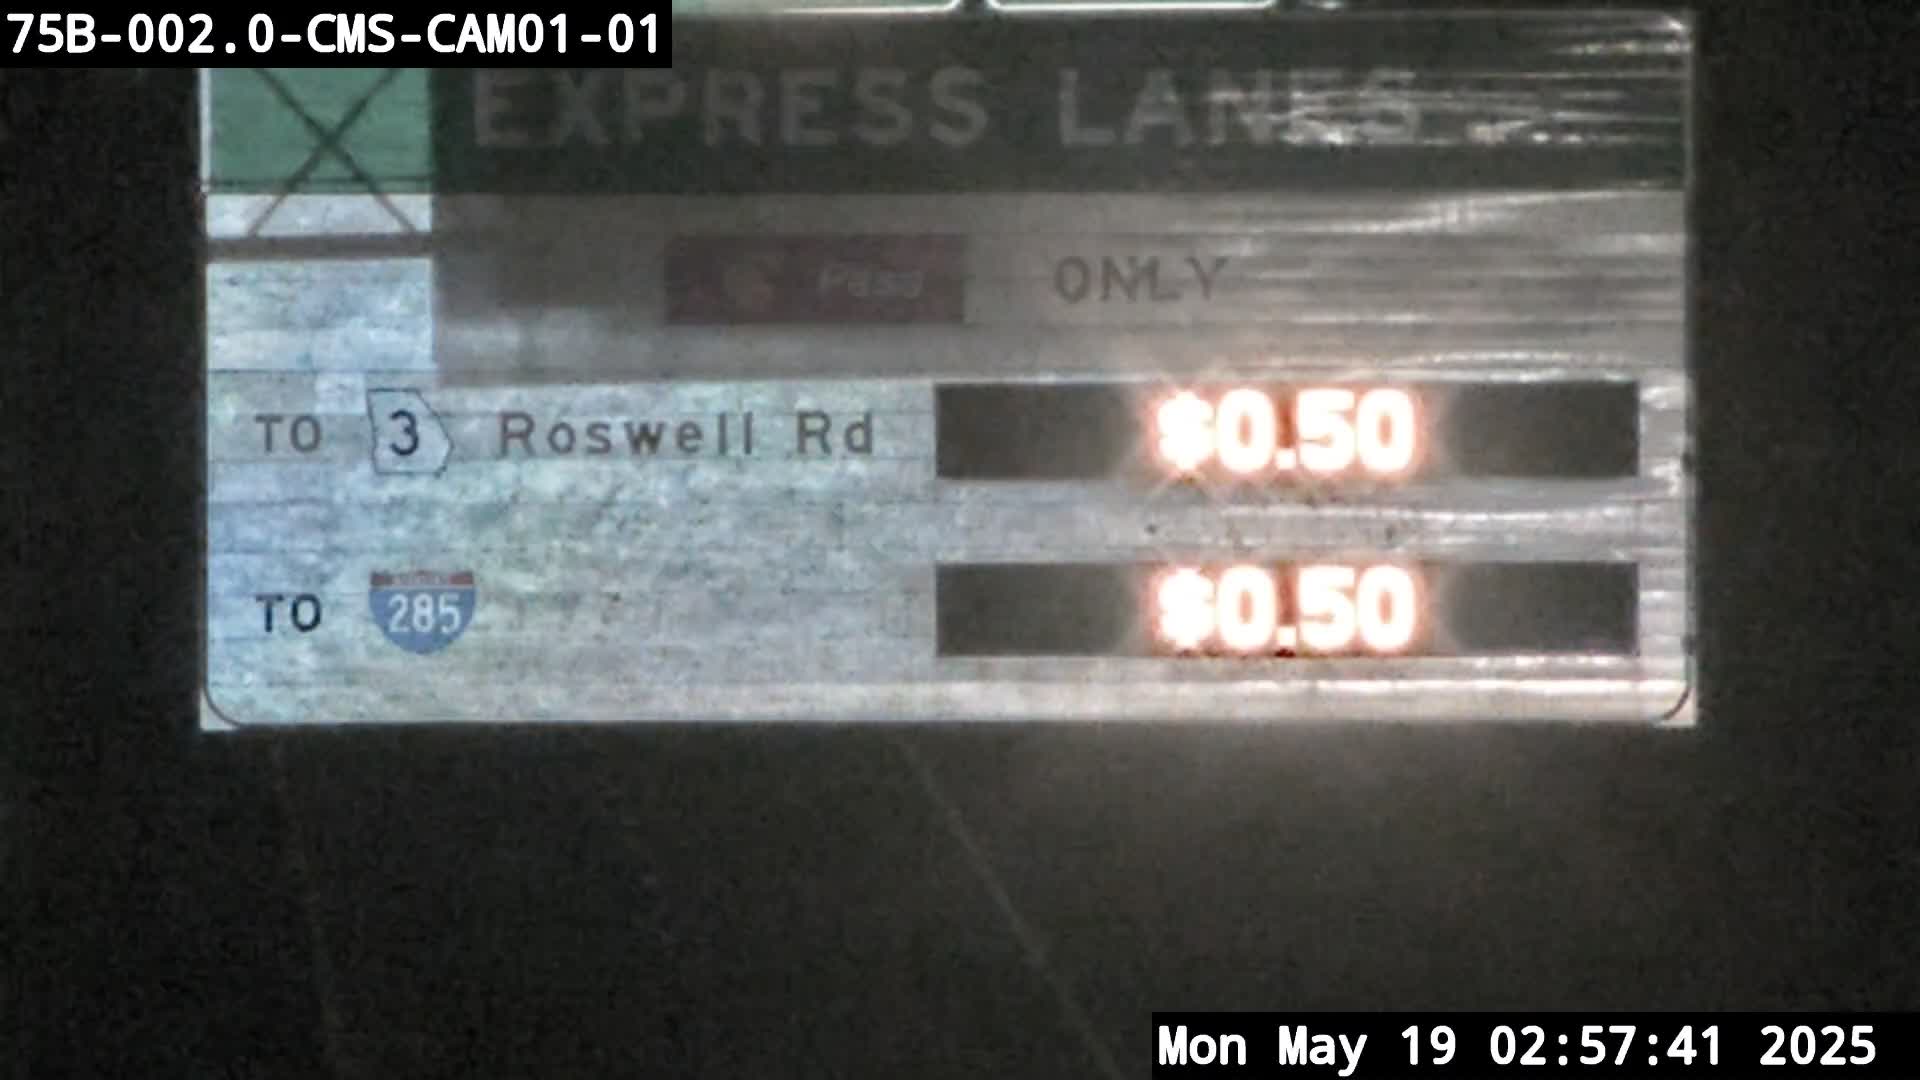 75B-002.0-CMS-CAM01-01
EXPRESS LANES
Pass ONLY
TO 3 Roswell Rd $0.50
TO 285 $0.50
Mon May 19 02:57:41 2025